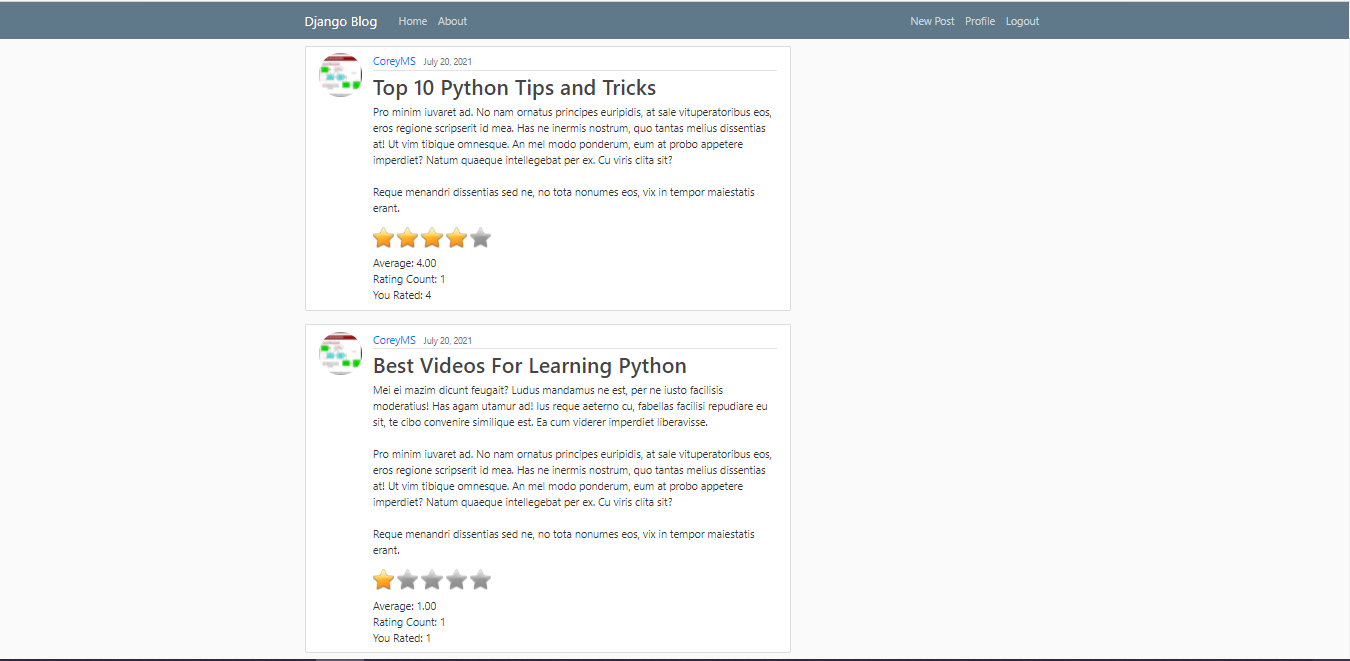 Django Blog Home About New Post Profile Logout
CoreyMS July 20, 2021
Top 10 Python Tips and Tricks
Pro minim iuvaret ad. No nam ornatus principes euripidis, at sale vituperatoribus eos,
eros regione scripserit id mea. Has ne inermis nostrum, quo tantas melius dissentias
at! Ut vim tibique omnesque. An mel modo ponderum, eum at probo appetere
imperdiet? Natum quaeque intellegebat per ex. Cu viris clita sit?
Reque menandri dissentias sed ne, no tota nonumes eos, vix in tempor maiestatis
erant.
Average: 4.00
Rating Count: 1
You Rated: 4
CoreyMS July 20, 2021
Best Videos For Learning Python
Mei ei mazim dicunt feugait? Ludus mandamus ne est, per ne iusto facilisis
moderatius! Has agam utamur ad! Ius reque aeterno cu, fabellas facilisi repudiare eu
sit, te cibo convenire similique est. Ea cum viderer imperdiet liberavisse.
Pro minim iuvaret ad. No nam ornatus principes euripidis, at sale vituperatoribus eos,
eros regione scripserit id mea. Has ne inermis nostrum, quo tantas melius dissentias
at! Ut vim tibique omnesque. An mel modo ponderum, eum at probo appetere
imperdiet? Natum quaeque intellegebat per ex. Cu viris clita sit?
Reque menandri dissentias sed ne, no tota nonumes eos, vix in tempor maiestatis
erant.
Average: 1.00
Rating Count: 1
You Rated: 1